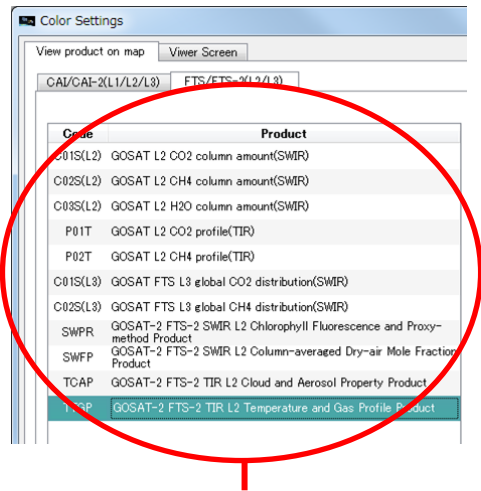 Color Settings
View product on map Viwer Screen
CAI/CAI-2(L1/L2/L3) FTS/FTS-2(L2/L3)
Code Product
C01S(L2) GOSAT L2 CO2 column amount(SWIR)
C02S(L2) GOSAT L2 CH4 column amount(SWIR)
C03S(L2) GOSAT L2 H2O column amount(SWIR)
P01T GOSAT L2 CO2 profile(TIR)
P02T GOSAT L2 CH4 profile(TIR)
C01S(L3) GOSAT FTS L3 global CO2 distribution(SWIR)
C02S(L3) GOSAT FTS L3 global CH4 distribution(SWIR)
SWPR GOSAT-2 FTS-2 SWIR L2 Chlorophyll Fluorescence and Proxy-
method Product
SWFP GOSAT-2 FTS-2 SWIR L2 Column-averaged Dry-air Mole Fraction
Product
TCAP GOSAT-2 FTS-2 TIR L2 Cloud and Aerosol Property Product
TTGP GOSAT-2 FTS-2 TIR L2 Temperature and Gas Profile Product